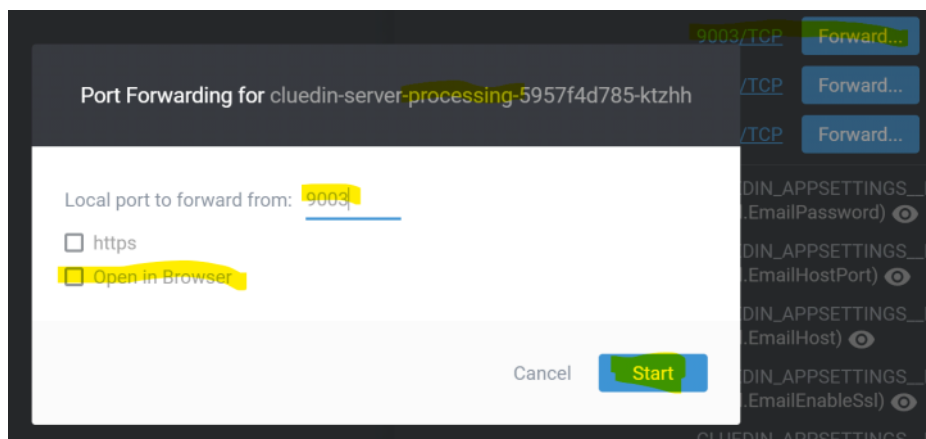 9003/TCP Forward...
Port Forwarding for cluedin-server-processing-5957f4d785-ktzhh
/TCP Forward...
/TCP Forward...
Local port to forward from: 9003
DIN_APPSETTINGS__
.EmailPassword)
https
Open in Browser
DIN_APPSETTINGS__
.EmailHostPort)
DIN_APPSETTINGS__
.EmailHost)
Cancel Start
DIN_APPSETTINGS__
.EmailEnableSsl)
CLUEDIN_APPSETTINGS